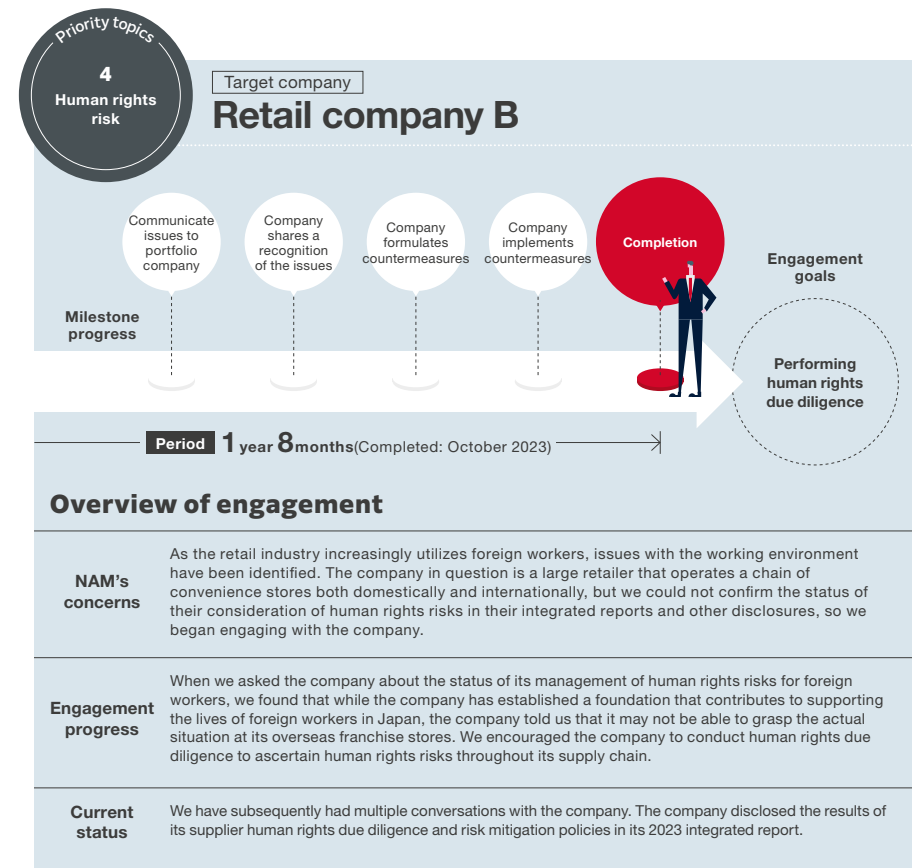 Priority topics
4
Human rights
risk
Target company
Retail company B
Communicate
issues to
portfolio
company
Company
shares a
recognition
of the issues
Company
formulates
countermeasures
Company
implements
countermeasures
Completion
Engagement
goals
Milestone
progress
Performing
human rights
due diligence
Period 1 year 8 months (Completed: October 2023)
Overview of engagement
NAM's
concerns
As the retail industry increasingly utilizes foreign workers, issues with the working environment
have been identified. The company in question is a large retailer that operates a chain of
convenience stores both domestically and internationally, but we could not confirm the status of
their consideration of human rights risks in their integrated reports and other disclosures, so we
began engaging with the company.
Engagement
progress
When we asked the company about the status of its management of human rights risks for foreign
workers, we found that while the company has established a foundation that contributes to supporting
the lives of foreign workers in Japan, the company told us that it may not be able to grasp the actual
situation at its overseas franchise stores. We encouraged the company to conduct human rights due
diligence to ascertain human rights risks throughout its supply chain.
Current
status
We have subsequently had multiple conversations with the company. The company disclosed the results of
its supplier human rights due diligence and risk mitigation policies in its 2023 integrated report.